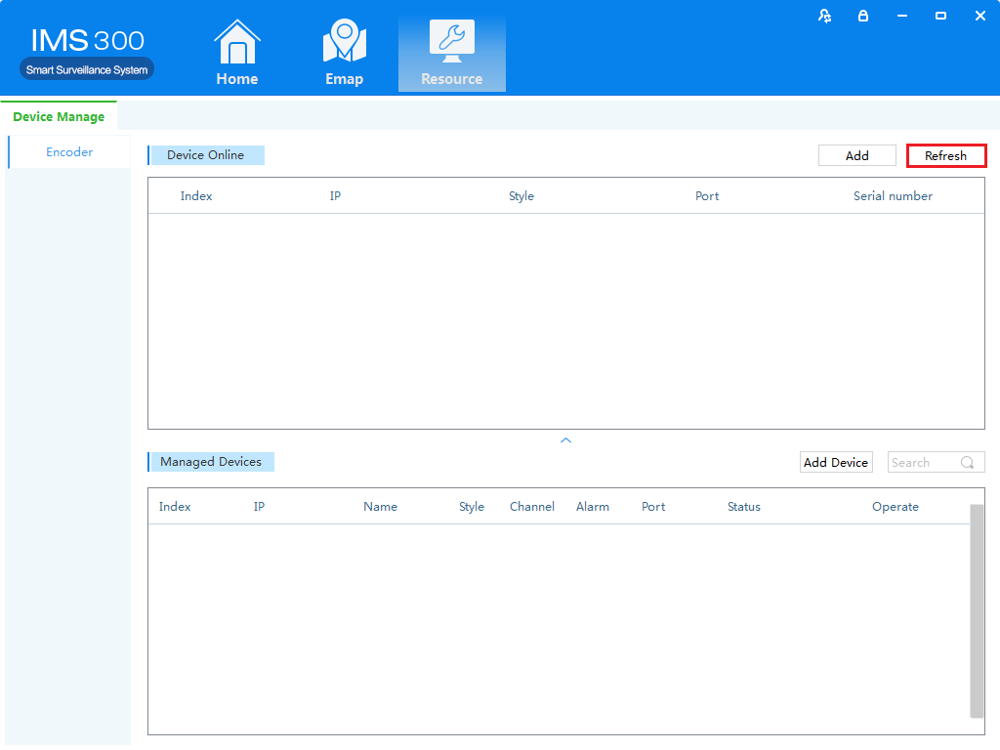 IMS 300
Smart Surveillance System
Home
Emap
Resource
Device Manage
Encoder
Device Online
Add
Refresh
Index IP Style Port Serial number
Managed Devices
Add Device
Search
Index IP Name Style Channel Alarm Port Status Operate